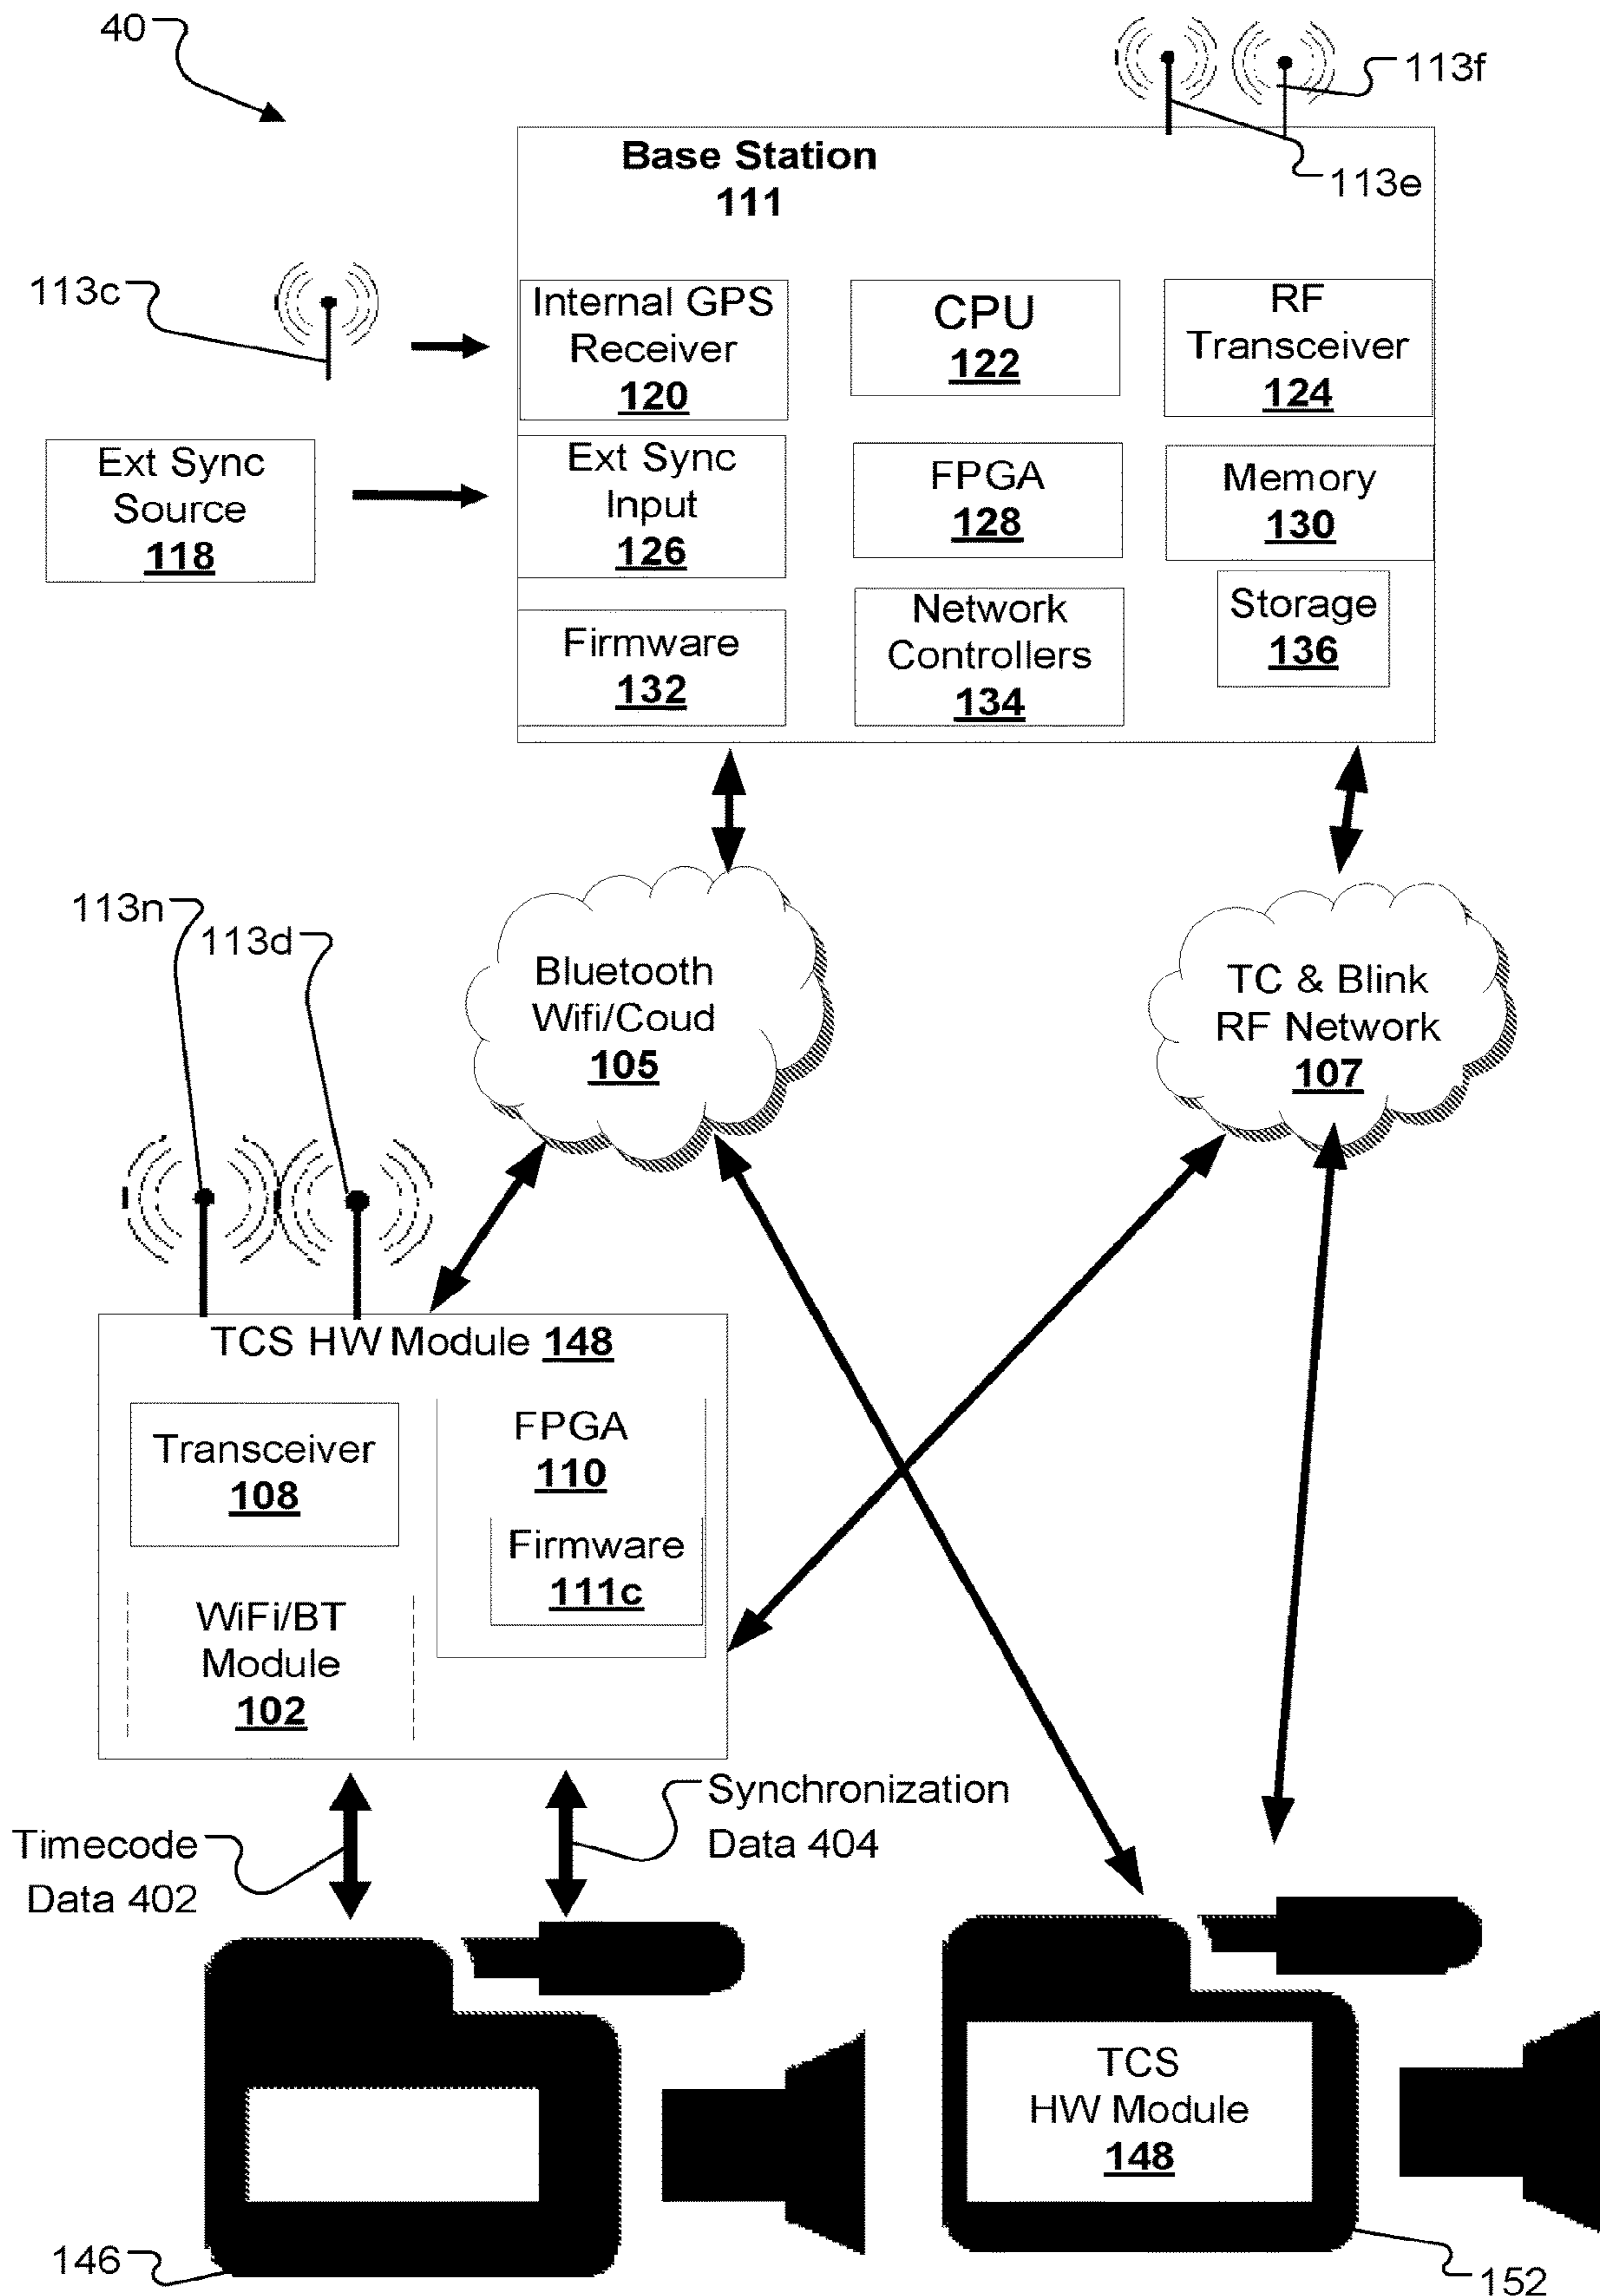 40
113f
113e
Base Station
111
113c
Internal GPS
Receiver
120
CPU
122
RF
Transceiver
124
Ext Sync
Source
118
Ext Sync
Input
126
FPGA
128
Memory
130
Firmware
132
Network
Controllers
134
Storage
136
113n
113d
Bluetooth
Wifi/Coud
105
TC & Blink
RF Network
107
TCS HW Module 148
Transceiver
108
FPGA
110
Firmware
111c
WiFi/BT
Module
102
Timecode
Data 402
Synchronization
Data 404
TCS
HW Module
148
146
152